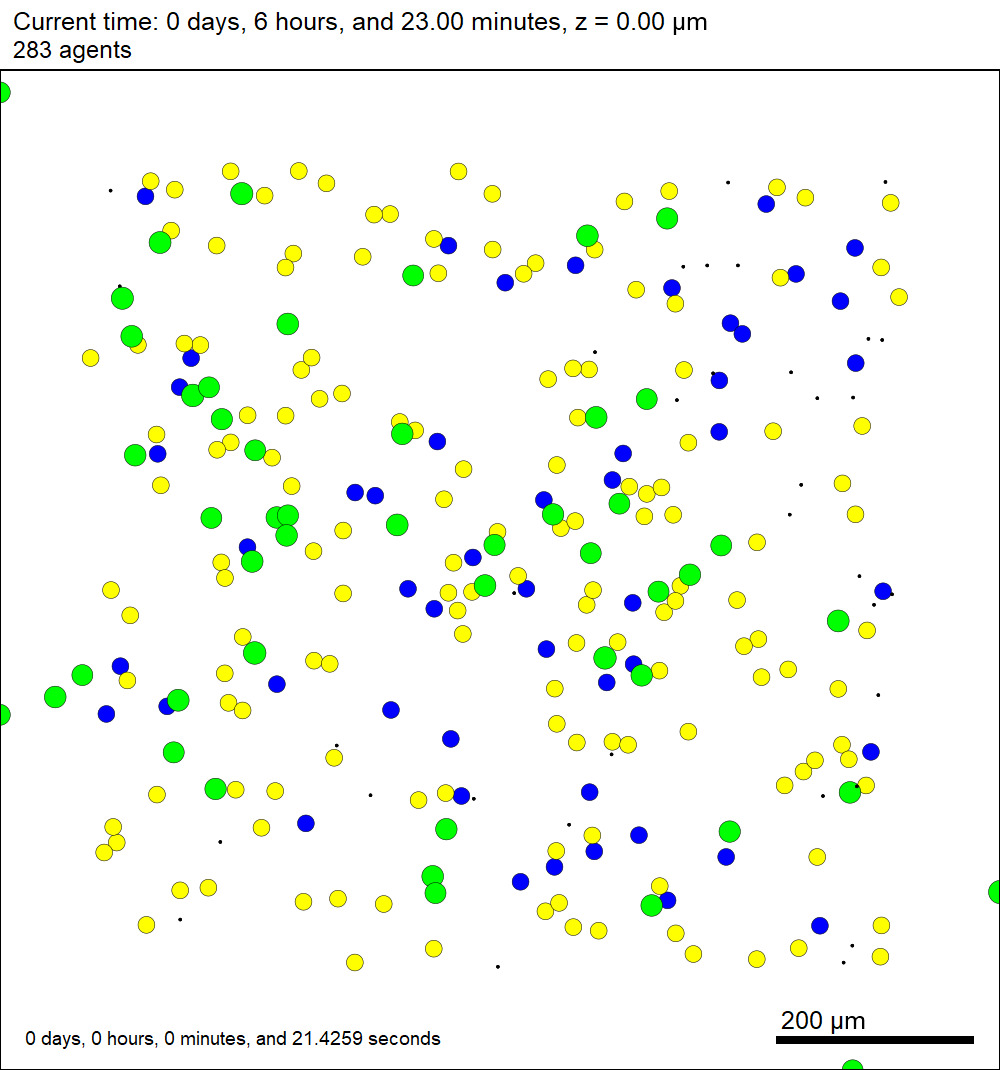 Current time: 0 days, 6 hours, and 23.00 minutes, z = 0.00 µm
283 agents
200 µm
0 days, 0 hours, 0 minutes, and 21.4259 seconds